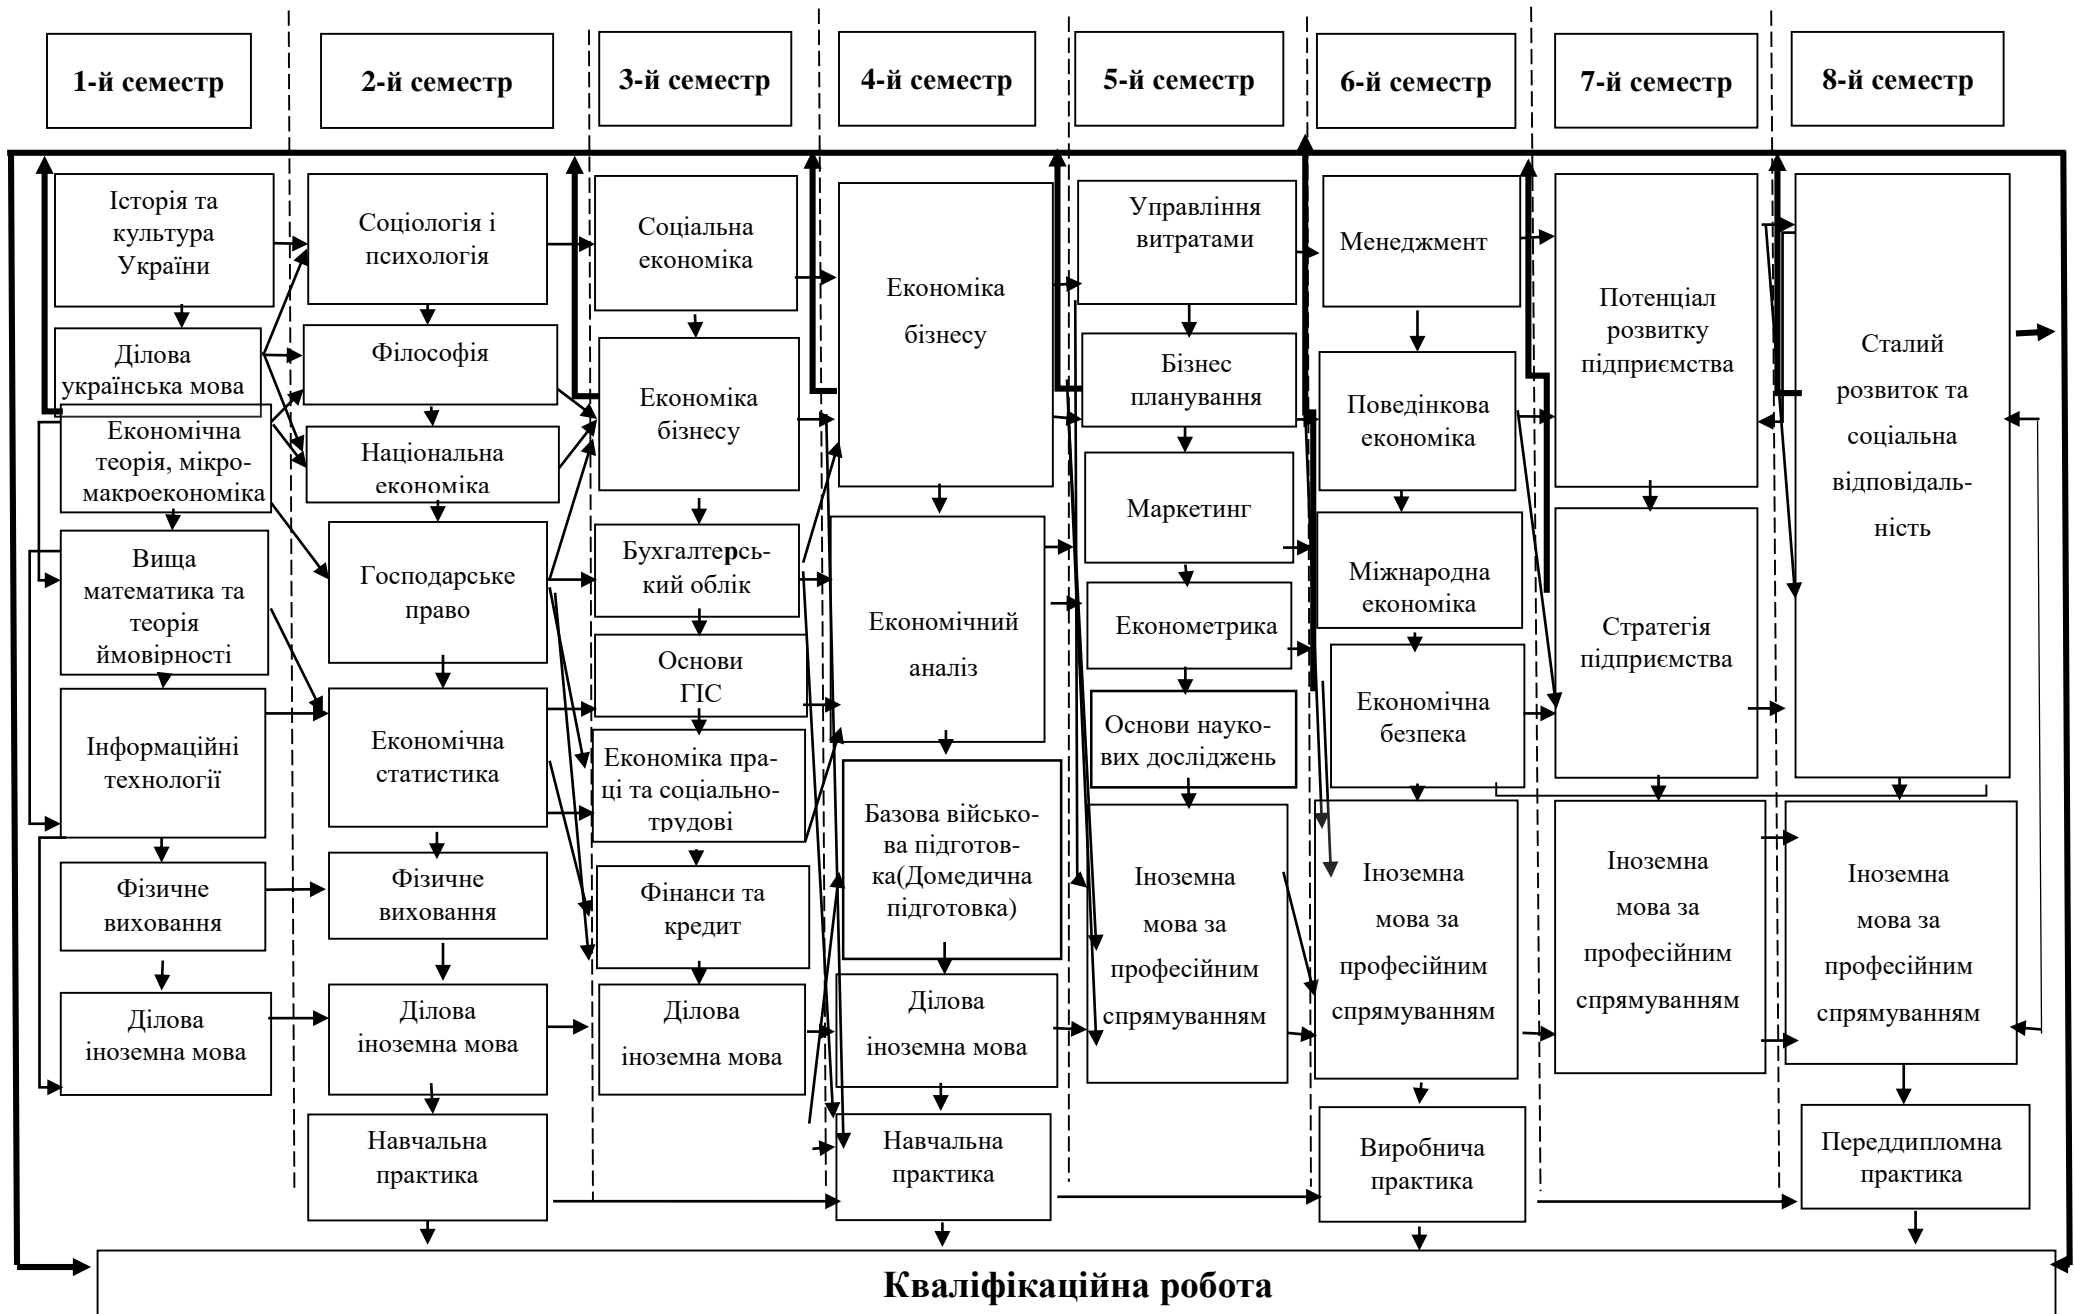 1-й семестр
2-й семестр
3-й семестр
4-й семестр
5-й семестр
6-й семестр
7-й семестр
8-й семестр
Історія та
культура
України
Ділова
українська мова
Економічна
теорія, мікро-
макроекономіка
Вища
математика та
теорія
ймовірності
Інформаційні
технології
Фізичне
виховання
Ділова
іноземна мова
Соціологія і
психологія
Філософія
Національна
економіка
Господарське
право
Економічна
статистика
Фізичне
виховання
Ділова
іноземна мова
Навчальна
практика
Соціальна
економіка
Економіка
бізнесу
Бухгалтерсь-
кий облік
Основи
ГІС
Економіка пра-
ці та соціально-
трудові
Фінанси та
кредит
Ділова
іноземна мова
Економіка
бізнесу
Економічний
аналіз
Базова військо-
ва підготов-
ка(Домедична
підготовка)
Ділова
іноземна мова
Навчальна
практика
Управління
витратами
Бізнес
планування
Маркетинг
Економетрика
Основи науко-
вих досліджень
Іноземна
мова за
професійним
спрямуванням
Менеджмент
Поведінкова
економіка
Міжнародна
економіка
Економічна
безпека
Іноземна
мова за
професійним
спрямуванням
Виробнича
практика
Потенціал
розвитку
підприємства
Стратегія
підприємства
Іноземна
мова за
професійним
спрямуванням
Сталий
розвиток та
соціальна
відповідаль-
ність
Іноземна
мова за
професійним
спрямуванням
Переддипломна
практика
Кваліфікаційна робота